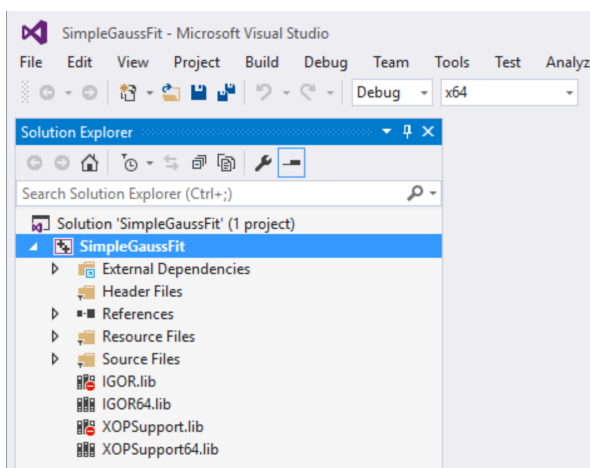 SimpleGaussFit - Microsoft Visual Studio
File Edit View Project Build Debug Team Tools Test Analyz
Debug x64
Solution Explorer
Search Solution Explorer (Ctrl+;)
Solution 'SimpleGaussFit' (1 project)
SimpleGaussFit
External Dependencies
Header Files
References
Resource Files
Source Files
IGOR.lib
IGOR64.lib
XOPSupport.lib
XOPSupport64.lib